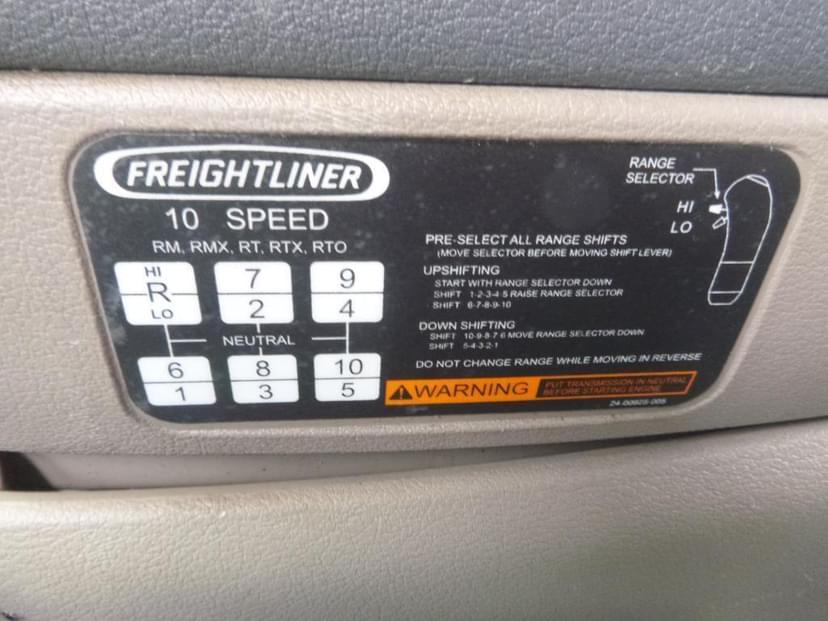 FREIGHTLINER
10 SPEED
RM, RMX, RT, RTX, RTO
HI
R
LO
7
2
9
4
NEUTRAL
6
1
8
3
10
5
RANGE
SELECTOR
HI
LO
PRE-SELECT ALL RANGE SHIFTS
(MOVE SELECTOR BEFORE MOVING SHIFT LEVER)
UPSHIFTING
START WITH RANGE SELECTOR DOWN
SHIFT 1-2-3-4-5 RAISE RANGE SELECTOR
SHIFT 6-7-8-9-10
DOWN SHIFTING
SHIFT 10-9-8-7-6 MOVE RANGE SELECTOR DOWN
SHIFT 5-4-3-2-1
DO NOT CHANGE RANGE WHILE MOVING IN REVERSE
WARNING
PUT TRANSMISSION IN NEUTRAL
BEFORE STARTING ENGINE
24-00925-005